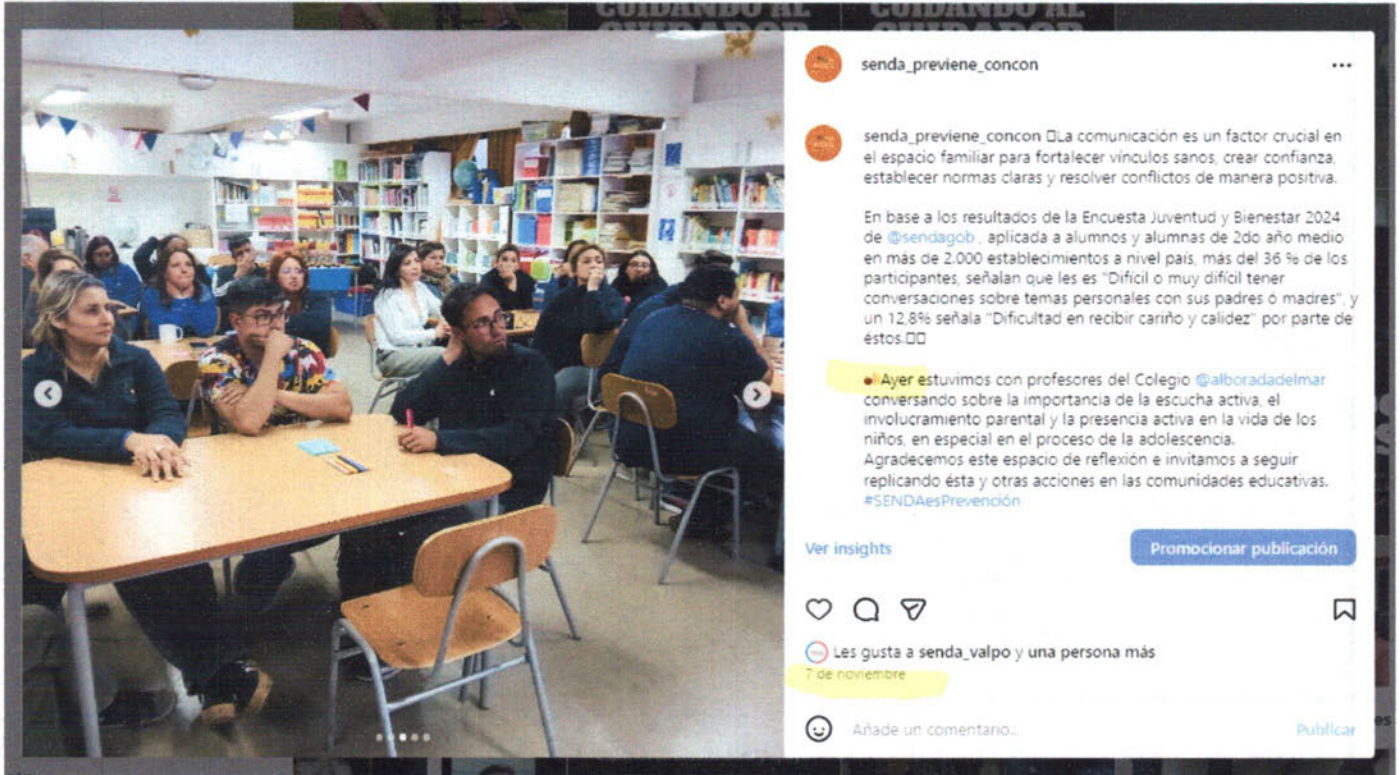 CUIDANDO AL CUIDADOR
CUIDANDO AL CUIDADOR
senda_previene_concon
senda_previene_concon La comunicación es un factor crucial en
el espacio familiar para fortalecer vínculos sanos, crear confianza,
establecer normas claras y resolver conflictos de manera positiva.
En base a los resultados de la Encuesta Juventud y Bienestar 2024
de @sendagob , aplicada a alumnos y alumnas de 2do año medio
en más de 2.000 establecimientos a nivel país, más del 36 % de los
participantes, señalan que les es "Difícil o muy difícil tener
conversaciones sobre temas personales con sus padres ó madres", y
un 12,8% señala "Dificultad en recibir cariño y calidez" por parte de
éstos.
Ayer estuvimos con profesores del Colegio @alboradadelmar
conversando sobre la importancia de la escucha activa, el
involucramiento parental y la presencia activa en la vida de los
niños, en especial en el proceso de la adolescencia.
Agradecemos este espacio de reflexión e invitamos a seguir
replicando ésta y otras acciones en las comunidades educativas.
#SENDAesPrevención
Ver insights
Promocionar publicación
Les gusta a senda_valpo y una persona más
7 de noviembre
Añade un comentario...
Publicar